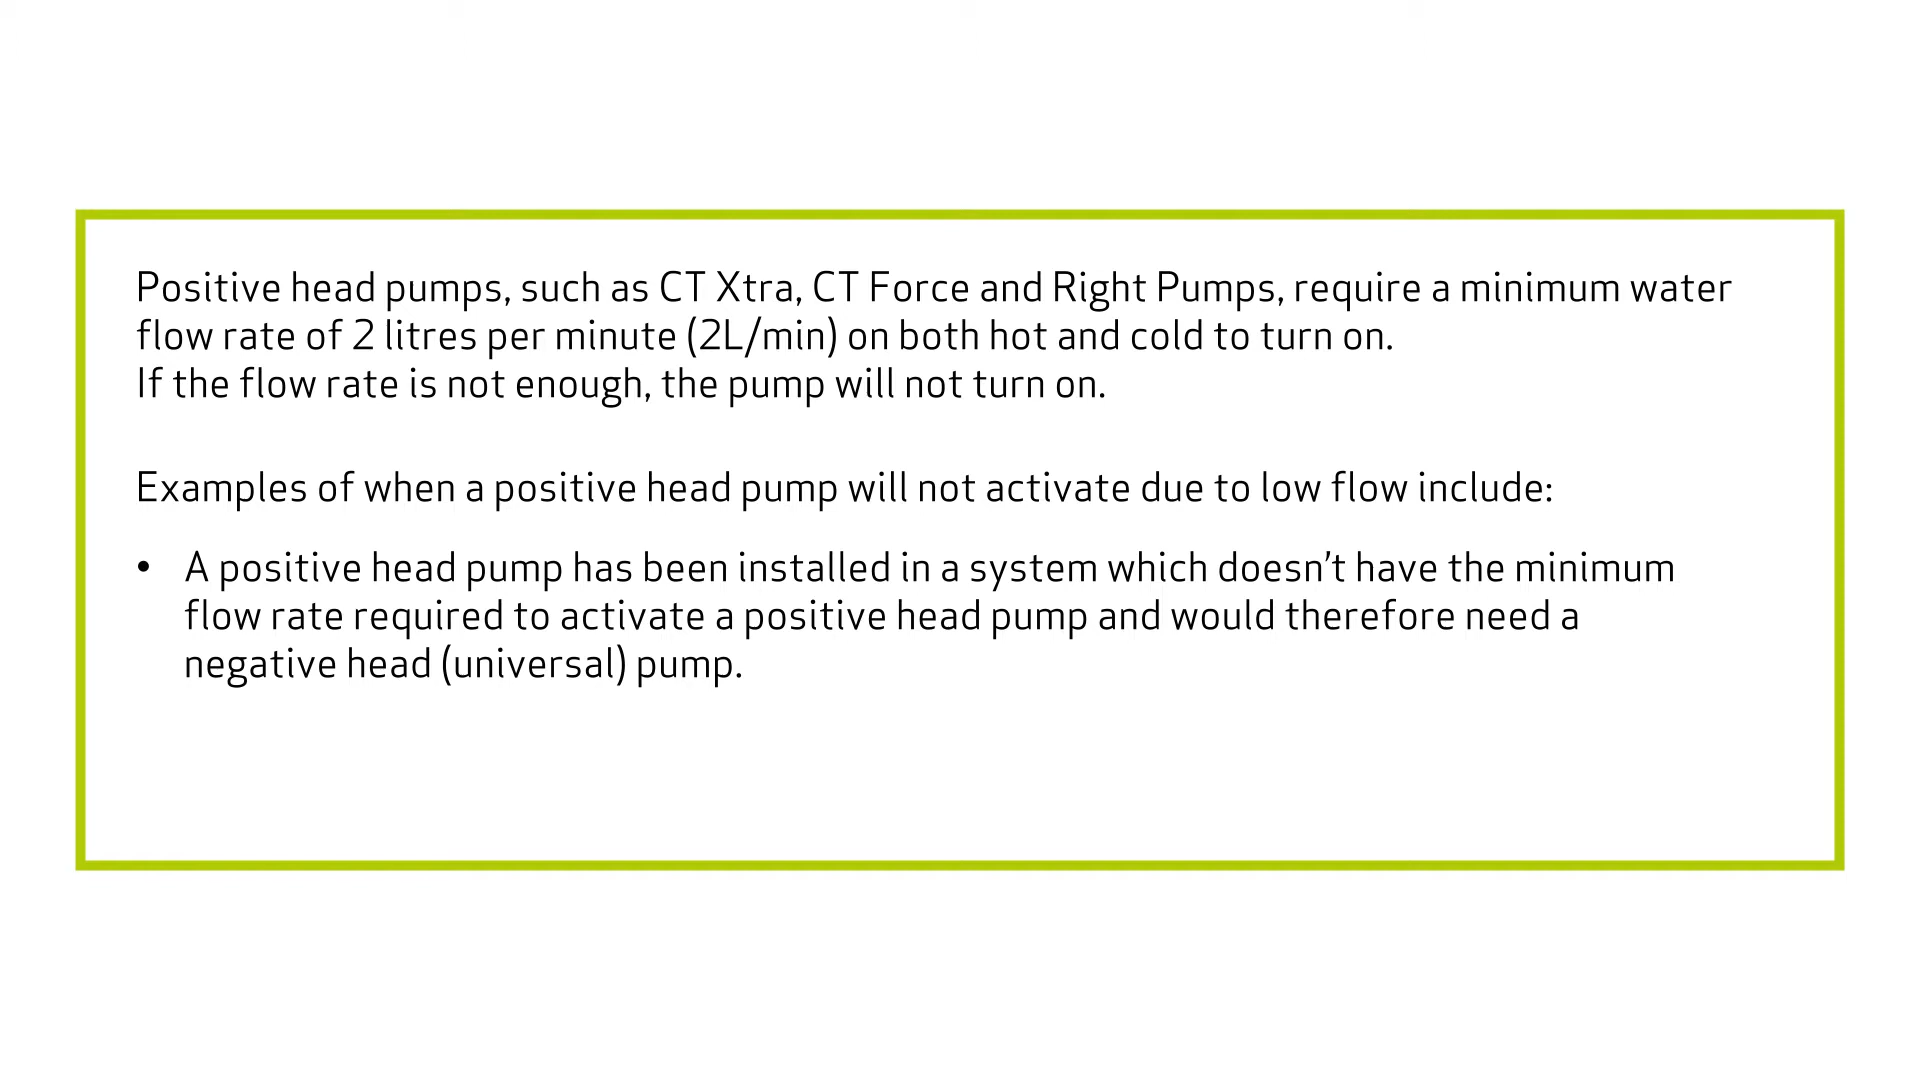 Positive head pumps, such as CT Xtra, CT Force and Right Pumps, require a minimum water
flow rate of 2 litres per minute (2L/min) on both hot and cold to turn on.
If the flow rate is not enough, the pump will not turn on.
Examples of when a positive head pump will not activate due to low flow include:
• A positive head pump has been installed in a system which doesn’t have the minimum
flow rate required to activate a positive head pump and would therefore need a
negative head (universal) pump.